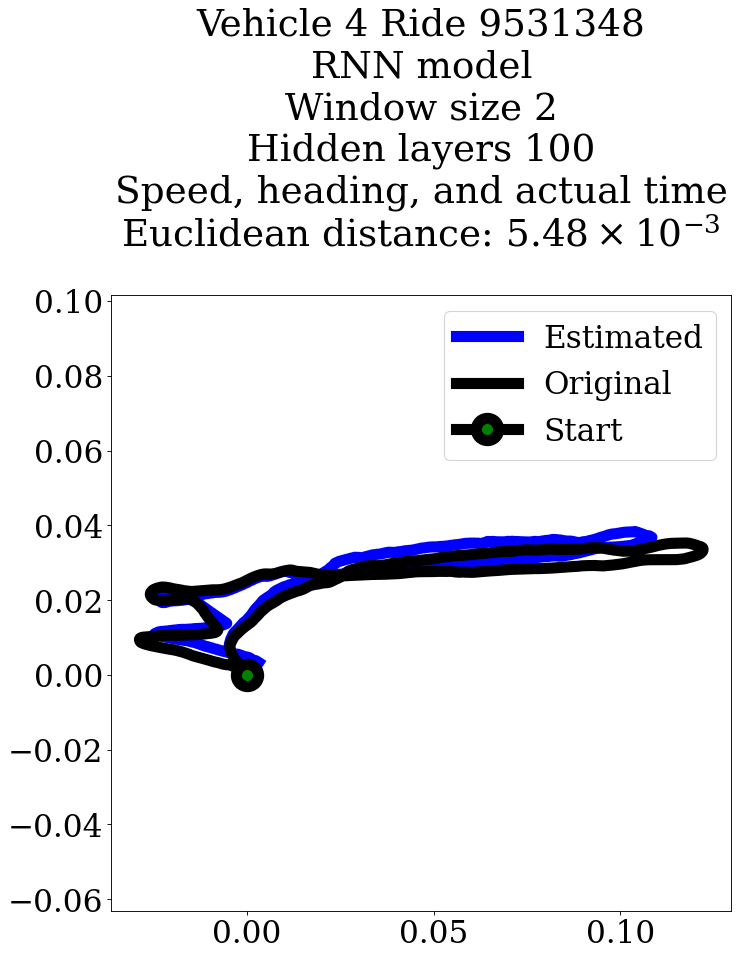 Vehicle 4 Ride 9531348
RNN model
Window size 2
Hidden layers 100
Speed, heading, and actual time
Euclidean distance: 5.48 × 10⁻³
0.10
Estimated
0.08
Original
0.06
Start
0.04
0.02
0.00
−0.02
−0.04
−0.06
0.00 0.05 0.10